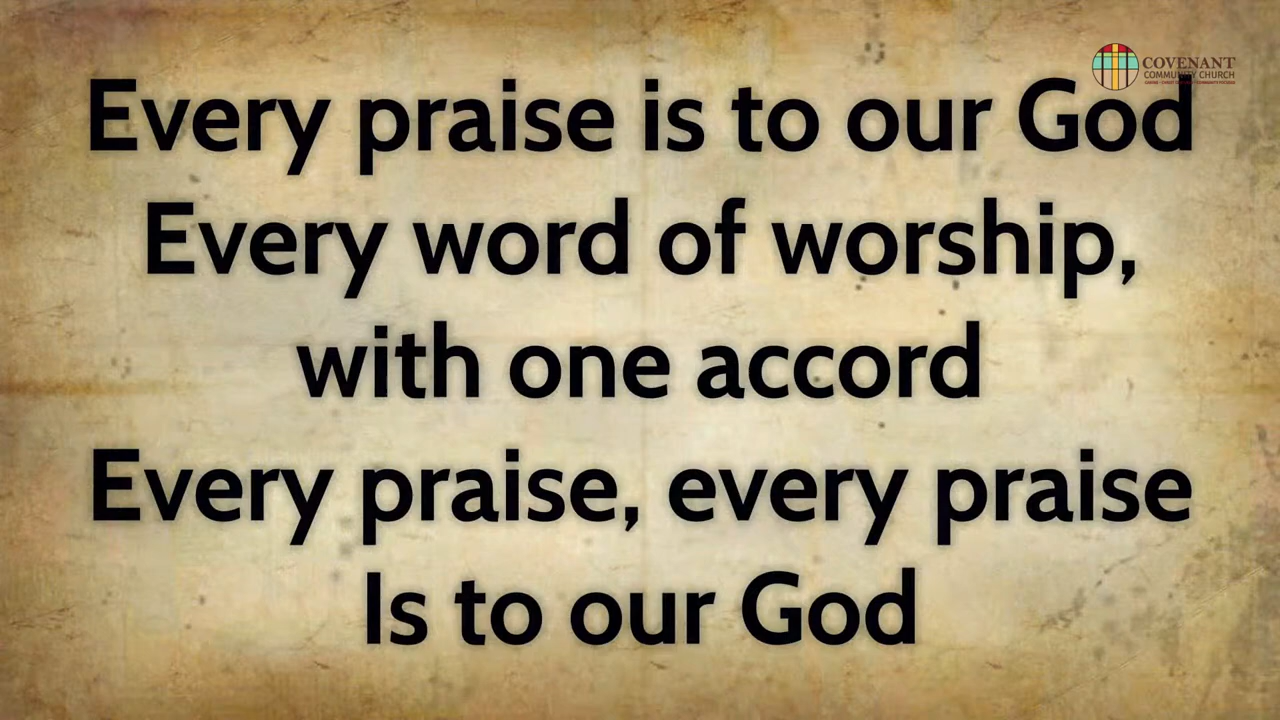 COVENANT
COMMUNITY CHURCH
Every praise is to our God
Every word of worship,
with one accord
Every praise, every praise
Is to our God